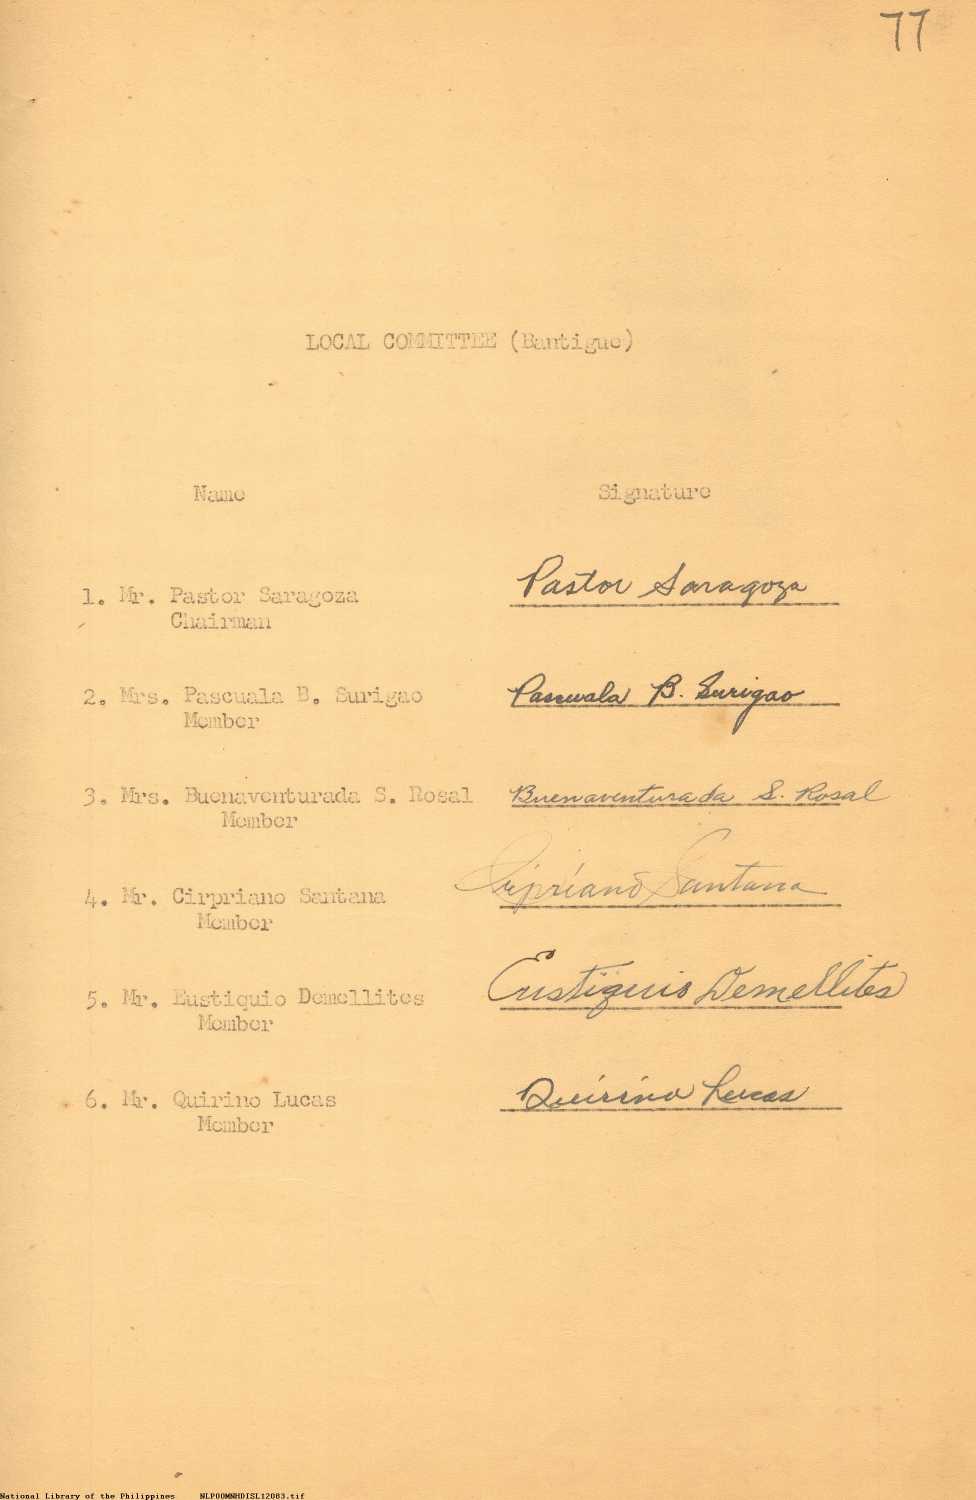 77
LOCAL COMMITTEE (Bantigue)
Name Signature
1. Mr. Pastor Saragoza Pastor Saragoza
Chairman
2. Mrs. Pascuala B. Surigao Pascuala B. Surigao
Member
3. Mrs. Buenaventurada S. Rosal Buenaventurada S. Rosal
Member
4. Mr. Cirpriano Santana Cripriano Santana
Member
5. Mr. Eustiquio Demellites Eustiquio Demellites
Member
6. Mr. Quirino Lucas Quirino Lucas
Member
National Library of the Philippines NLPOOMNHDISL12083.tif